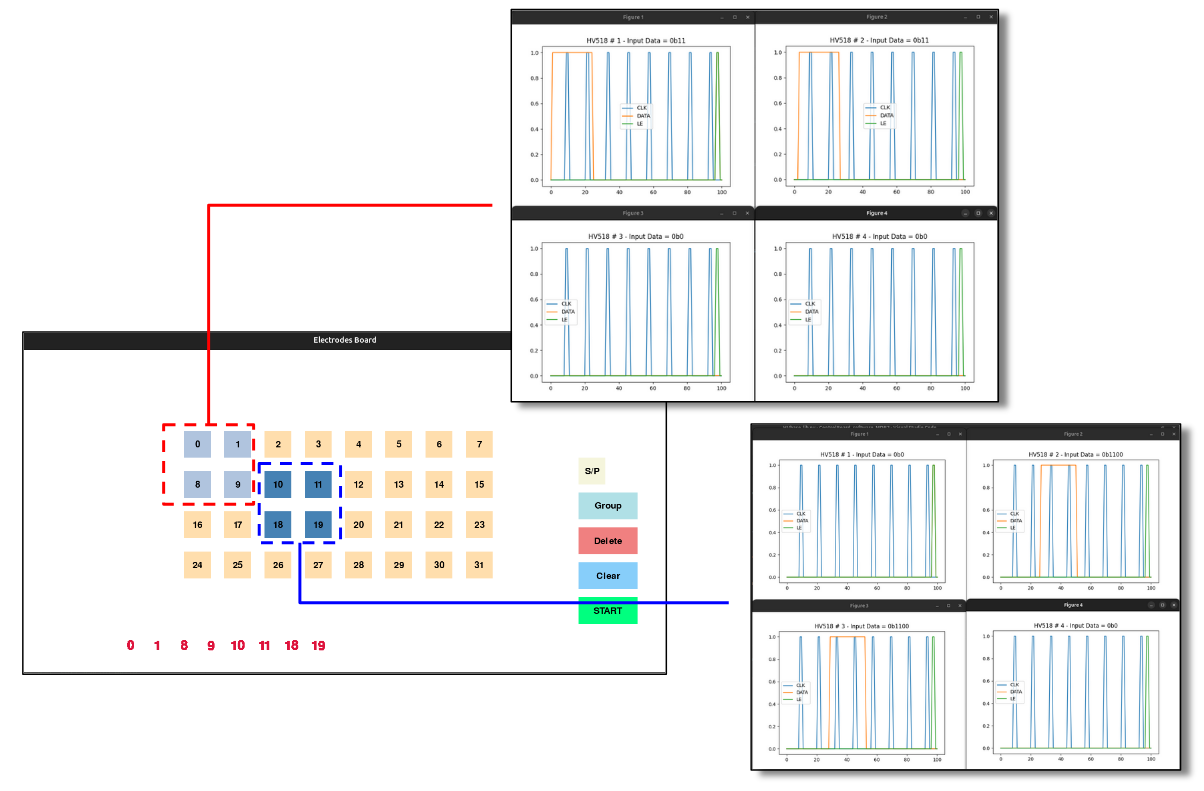 Figure 1
Figure 2
HV518 # 1 - Input Data = 0b11
HV518 # 2 - Input Data = 0b11
1.0
0.8
0.6
0.4
0.2
0.0
0 20 40 60 80 100
CLK
DATA
LE
1.0
0.8
0.6
0.4
0.2
0.0
0 20 40 60 80 100
CLK
DATA
LE
Figure 3
Figure 4
HV518 # 3 - Input Data = 0b0
HV518 # 4 - Input Data = 0b0
1.0
0.8
0.6
0.4
0.2
0.0
0 20 40 60 80 100
CLK
DATA
LE
1.0
0.8
0.6
0.4
0.2
0.0
0 20 40 60 80 100
CLK
DATA
LE
Electrodes Board
0 1 2 3 4 5 6 7
8 9 10 11 12 13 14 15
16 17 18 19 20 21 22 23
24 25 26 27 28 29 30 31
S/P
Group
Delete
Clear
START
0 1 8 9 10 11 18 19
Figure 1
Figure 2
HV518 # 1 - Input Data = 0b0
HV518 # 2 - Input Data = 0b1100
1.0
0.8
0.6
0.4
0.2
0.0
0 20 40 60 80 100
CLK
DATA
LE
1.0
0.8
0.6
0.4
0.2
0.0
0 20 40 60 80 100
CLK
DATA
LE
Figure 3
Figure 4
HV518 # 3 - Input Data = 0b1100
HV518 # 4 - Input Data = 0b0
1.0
0.8
0.6
0.4
0.2
0.0
0 20 40 60 80 100
CLK
DATA
LE
1.0
0.8
0.6
0.4
0.2
0.0
0 20 40 60 80 100
CLK
DATA
LE